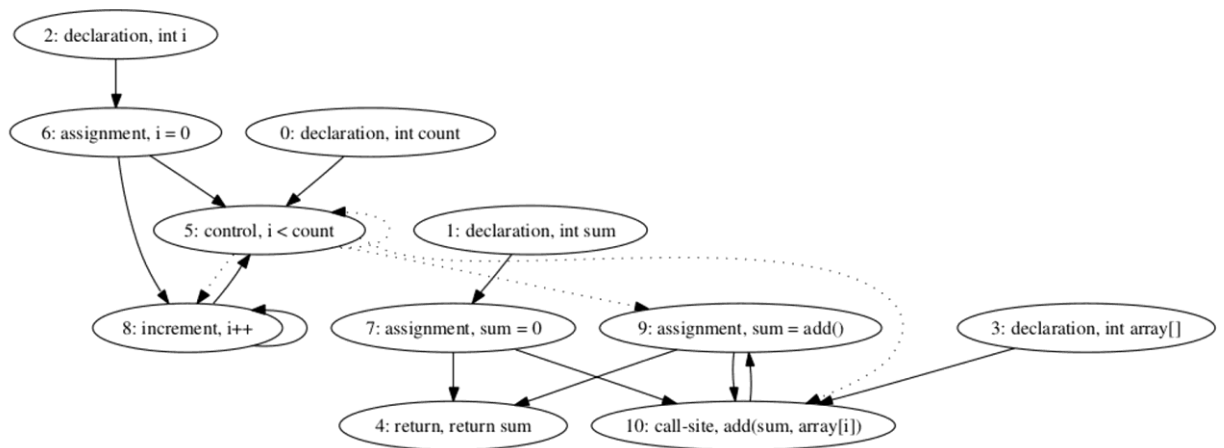 2: declaration, int i
6: assignment, i = 0
0: declaration, int count
5: control, i < count
1: declaration, int sum
8: increment, i++
7: assignment, sum = 0
9: assignment, sum = add()
3: declaration, int array[]
4: return, return sum
10: call-site, add(sum, array[i])